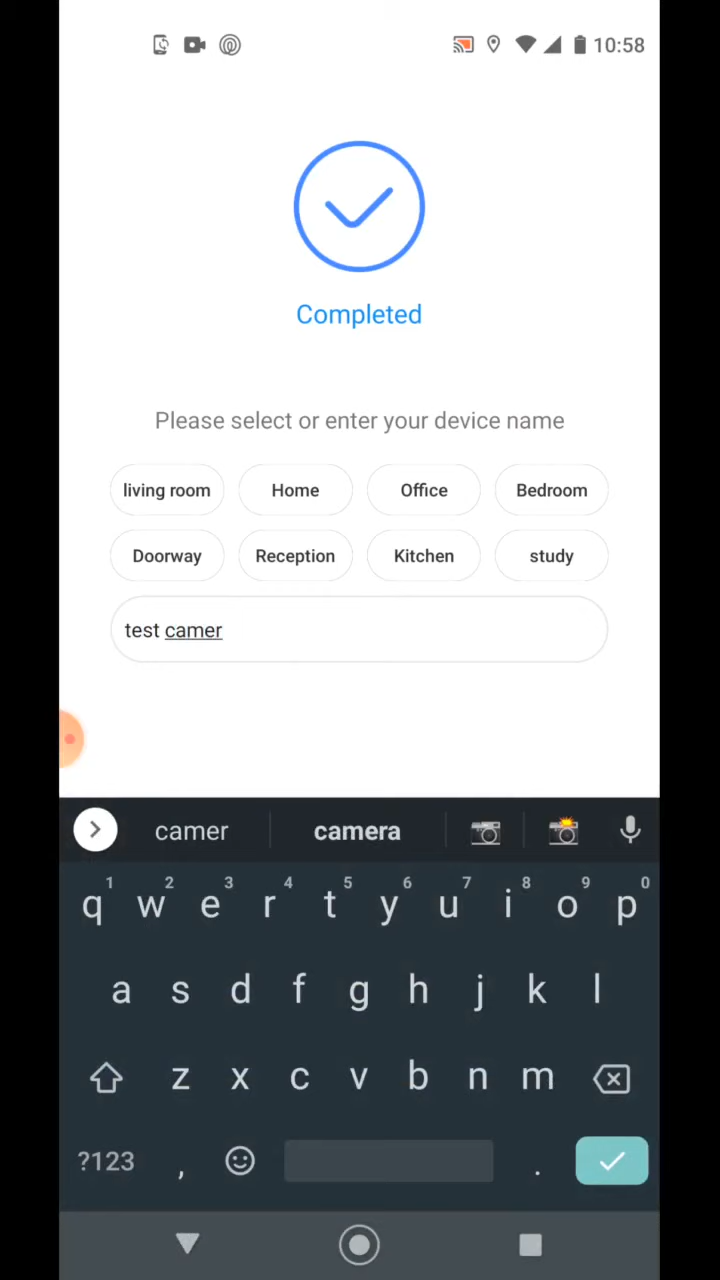 10:58
Completed
Please select or enter your device name
living room Home Office Bedroom
Doorway Reception Kitchen study
test camer
camer camera
1 2 3 4 5 6 7 8 9 0
q w e r t y u i o p
a s d f g h j k l
z x c v b n m
?123 , .